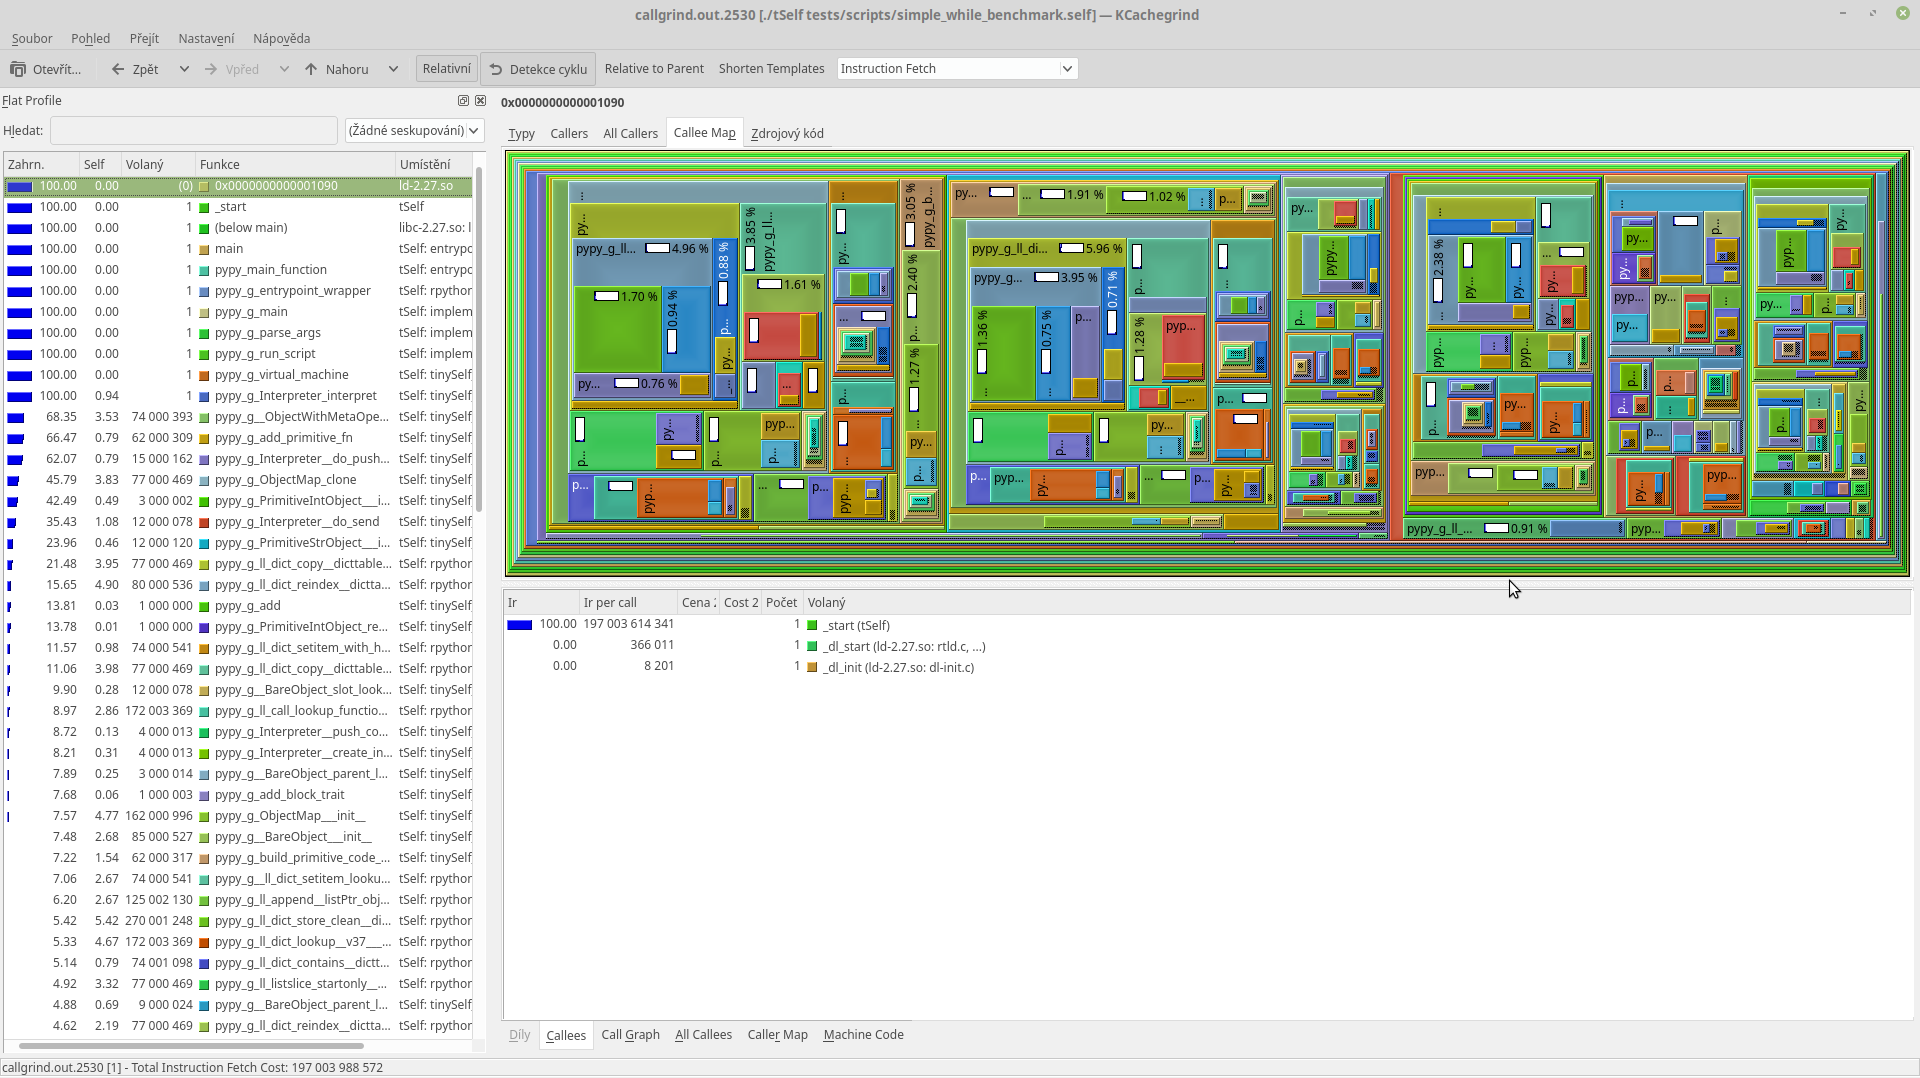 callgrind.out.2530 [./tSelf tests/scripts/simple_while_benchmark.self] — KCachegrind
Soubor Pohled Přejít Nastavení Nápověda
Otevřít... Zpět Vpřed Nahoru Relativní Detekce cyklu Relative to Parent Shorten Templates Instruction Fetch
Flat Profile
Hledat: (Žádné seskupování)
Zahrn. Self Volaný Funkce Umístění
100.00 0.00 (0) 0x0000000000001090 ld-2.27.so
100.00 0.00 1 _start tSelf
100.00 0.00 1 (below main) libc-2.27.so: l
100.00 0.00 1 main tSelf: entrypc
100.00 0.00 1 pypy_main_function tSelf: entrypc
100.00 0.00 1 pypy_g_entrypoint_wrapper tSelf: rpython
100.00 0.00 1 pypy_g_main tSelf: implem
100.00 0.00 1 pypy_g_parse_args tSelf: implem
100.00 0.00 1 pypy_g_run_script tSelf: implem
100.00 0.00 1 pypy_g_virtual_machine tSelf: tinySelf
100.00 0.94 1 pypy_g_Interpreter_interpret tSelf: tinySelf
68.35 3.53 74 000 393 pypy_g__ObjectWithMetaOpe... tSelf: tinySelf
66.47 0.79 62 000 309 pypy_g_add_primitive_fn tSelf: tinySelf
62.07 0.79 15 000 162 pypy_g_Interpreter__do_push... tSelf: tinySelf
45.79 3.83 77 000 469 pypy_g_ObjectMap_clone tSelf: tinySelf
42.49 0.49 3 000 002 pypy_g_PrimitiveIntObject___i... tSelf: tinySelf
35.43 1.08 12 000 078 pypy_g_Interpreter__do_send tSelf: tinySelf
23.96 0.46 12 000 120 pypy_g_PrimitiveStrObject___i... tSelf: tinySelf
21.48 3.95 77 000 469 pypy_g_ll_dict_copy__dicttable... tSelf: rpython
15.65 4.90 80 000 536 pypy_g_ll_dict_reindex__dictta... tSelf: rpython
13.81 0.03 1 000 000 pypy_g_add tSelf: tinySelf
13.78 0.01 1 000 000 pypy_g_PrimitiveIntObject_re... tSelf: tinySelf
11.57 0.98 74 000 541 pypy_g_ll_dict_setitem_with_h... tSelf: rpython
11.06 3.98 77 000 469 pypy_g_ll_dict_copy__dicttable... tSelf: rpython
9.90 0.28 12 000 078 pypy_g__BareObject_slot_look... tSelf: tinySelf
8.97 2.86 172 003 369 pypy_g_ll_call_lookup_functio... tSelf: rpython
8.72 0.13 4 000 013 pypy_g_Interpreter__push_co... tSelf: tinySelf
8.21 0.31 4 000 013 pypy_g_Interpreter__create_in... tSelf: tinySelf
7.89 0.25 3 000 014 pypy_g__BareObject_parent_l... tSelf: tinySelf
7.68 0.06 1 000 003 pypy_g_add_block_trait tSelf: tinySelf
7.57 4.77 162 000 996 pypy_g_ObjectMap___init__ tSelf: tinySelf
7.48 2.68 85 000 527 pypy_g__BareObject___init__ tSelf: tinySelf
7.22 1.54 62 000 317 pypy_g_build_primitive_code_... tSelf: tinySelf
7.06 2.67 74 000 541 pypy_g__ll_dict_setitem_looku... tSelf: rpython
6.20 2.67 125 002 130 pypy_g_ll_append__listPtr_obj... tSelf: rpython
5.42 5.42 270 001 248 pypy_g_ll_dict_store_clean__di... tSelf: rpython
5.33 4.67 172 003 369 pypy_g_ll_dict_lookup__v37___... tSelf: rpython
5.14 0.79 74 001 098 pypy_g_ll_dict_contains__dictt... tSelf: rpython
4.92 3.32 77 000 469 pypy_g_ll_listslice_startonly__... tSelf: rpython
4.88 0.69 9 000 024 pypy_g__BareObject_parent_l... tSelf: tinySelf
4.62 2.19 77 000 469 pypy_g_ll_dict_reindex__dictta... tSelf: rpython
0x0000000000001090
Typy Callers All Callers Callee Map Zdrojový kód
pypy_g_ll... 4.96 %
0.88 %
1.70 %
0.94 %
py... 0.76 %
3.85 %
pypy_g_ll...
1.61 %
3.05 %
pypy_g_b...
2.40 %
1.27 %
py... 1.91 % 1.02 % p...
pypy_g_ll_di... 5.96 %
pypy_g... 3.95 %
0.71 %
1.36 %
0.75 %
1.28 %
pyp...
2.38 %
pypy_g_ll_... 0.91 %
pyp...
Ir Ir per call Cena 2 Cost 2 Počet Volaný
100.00 197 003 614 341 1 _start (tSelf)
0.00 366 011 1 _dl_start (ld-2.27.so: rtld.c, ...)
0.00 8 201 1 _dl_init (ld-2.27.so: dl-init.c)
Díly Callees Call Graph All Callees Caller Map Machine Code
callgrind.out.2530 [1] - Total Instruction Fetch Cost: 197 003 988 572